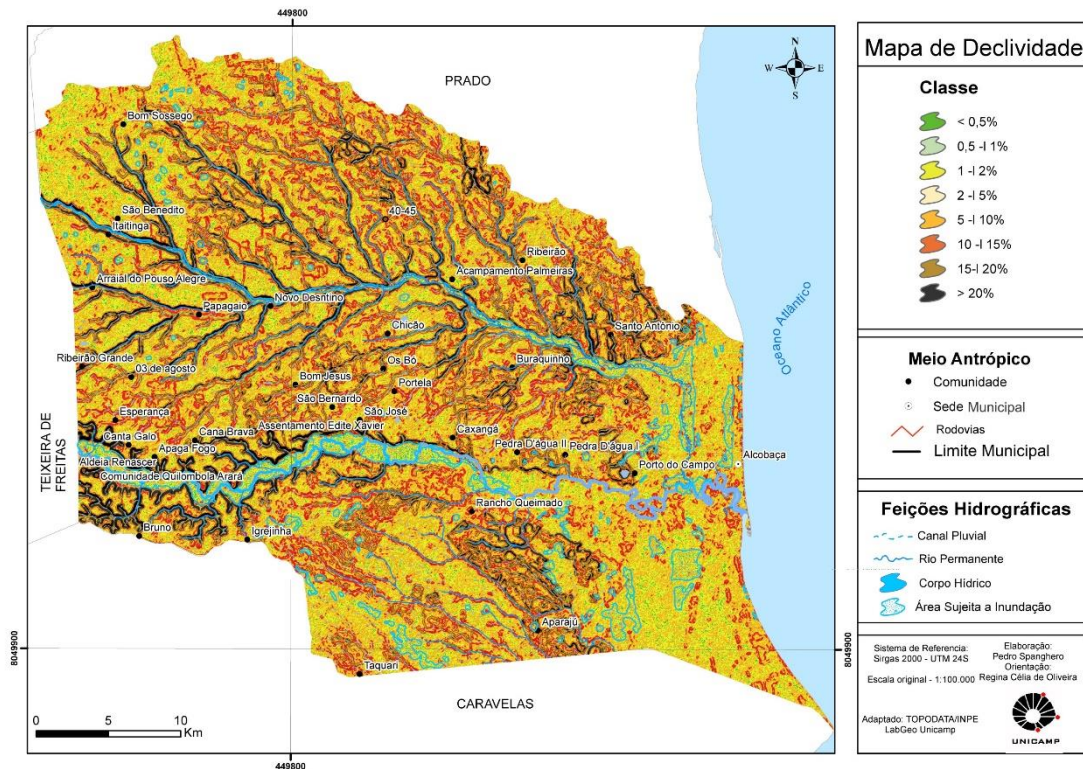 449800
PRADO
N
W
E
S
Bom Sossego
São Benedito
Itaitinga
40-45
Ribeirão
Arraial do Pouso Alegre
Acampamento Palmeiras
Papagaio
Novo Desntino
Chicão
Santo Antônio
Oceano Atlântico
Ribeirão Grande
03 de agosto
Os Bó
Buraquinho
Bom Jesus
Portela
São Bernardo
Esperança
São José
TEIXEIRA DE
FREITAS
Canta Galo
Cana Brava
Assentamento Edite Xavier
Caxangá
Apaga Fogo
Pedra D'água II
Pedra D'água I
Alcobaça
Aldeia Renascer
Porto do Campo
Comunidade Quilombola Arara
Rancho Queimado
Bruno
Igrejinha
Aparajú
Taquari
8049900
8049900
CARAVELAS
0 5 10
Km
449800
Mapa de Declividade
Classe
< 0,5%
0,5 -I 1%
1 -I 2%
2 -I 5%
5 -I 10%
10 -I 15%
15-I 20%
> 20%
Meio Antrópico
Comunidade
Sede Municipal
Rodovias
Limite Municipal
Feições Hidrográficas
Canal Pluvial
Rio Permanente
Corpo Hídrico
Área Sujeita a Inundação
Sistema de Referencia:
Sirgas 2000 - UTM 24S
Escala original - 1:100.000
Elaboração:
Pedro Spanghero
Orientação:
Regina Célia de Oliveira
Adaptado: TOPODATA/INPE
LabGeo Unicamp
UNICAMP